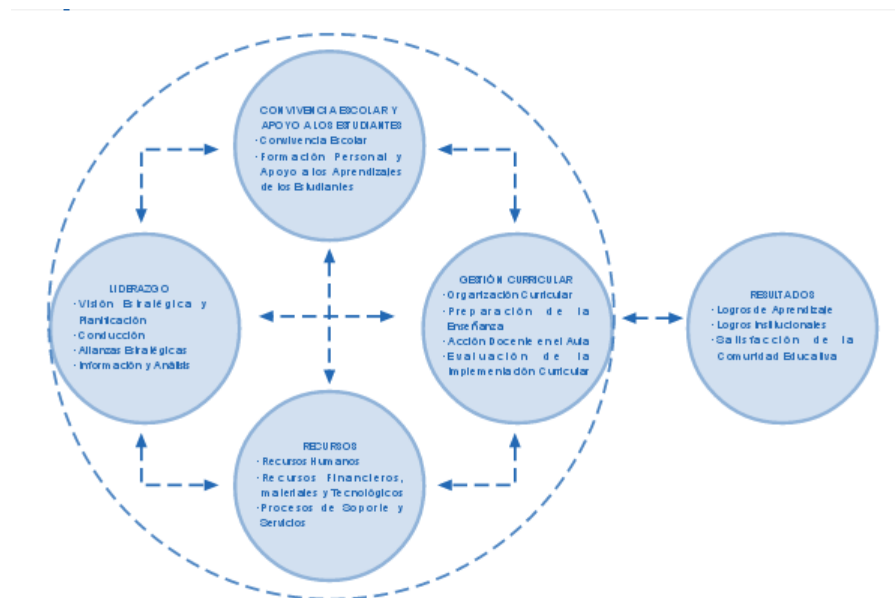 CONVIVENCIA ESCOLAR Y
APOYO A LOS ESTUDIANTES
· Convivencia Escolar
· Formación Personal y
Apoyo a los Aprendizajes
de los Estudiantes
LIDERAZGO
· Visión Estratégica y
Planificación
· Conducción
· Alianzas Estratégicas
· Información y Análisis
GESTIÓN CURRICULAR
· Organización Curricular
· Preparación de la
Enseñanza
· Acción Docente en el Aula
· Evaluación de la
Implementación Curricular
RESULTADOS
· Logros de Aprendizaje
· Logros Institucionales
· Satisfacción de la
Comunidad Educativa
RECURSOS
· Recursos Humanos
· Recursos Financieros,
materiales y Tecnológicos
· Procesos de Soporte y
Servicios